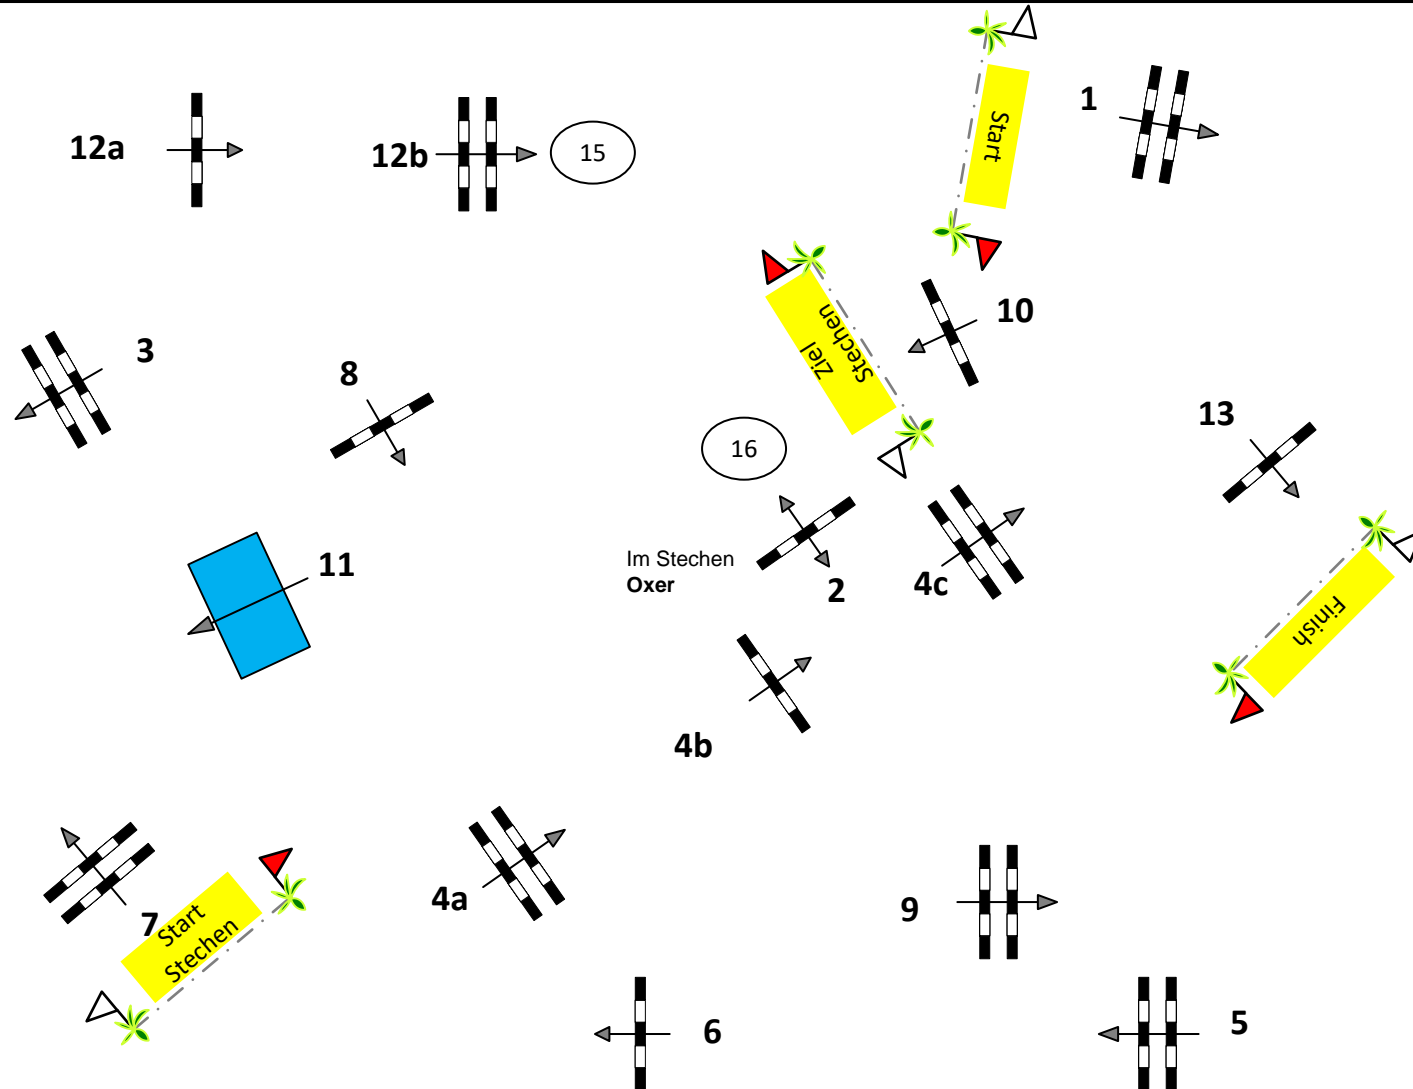 Start
1
12a
12b
15
10
3
8
Stechen
Ziel
13
16
Im Stechen
Oxer
2
4c
11
Finish
4b
7
Start
Stechen
4a
9
6
5